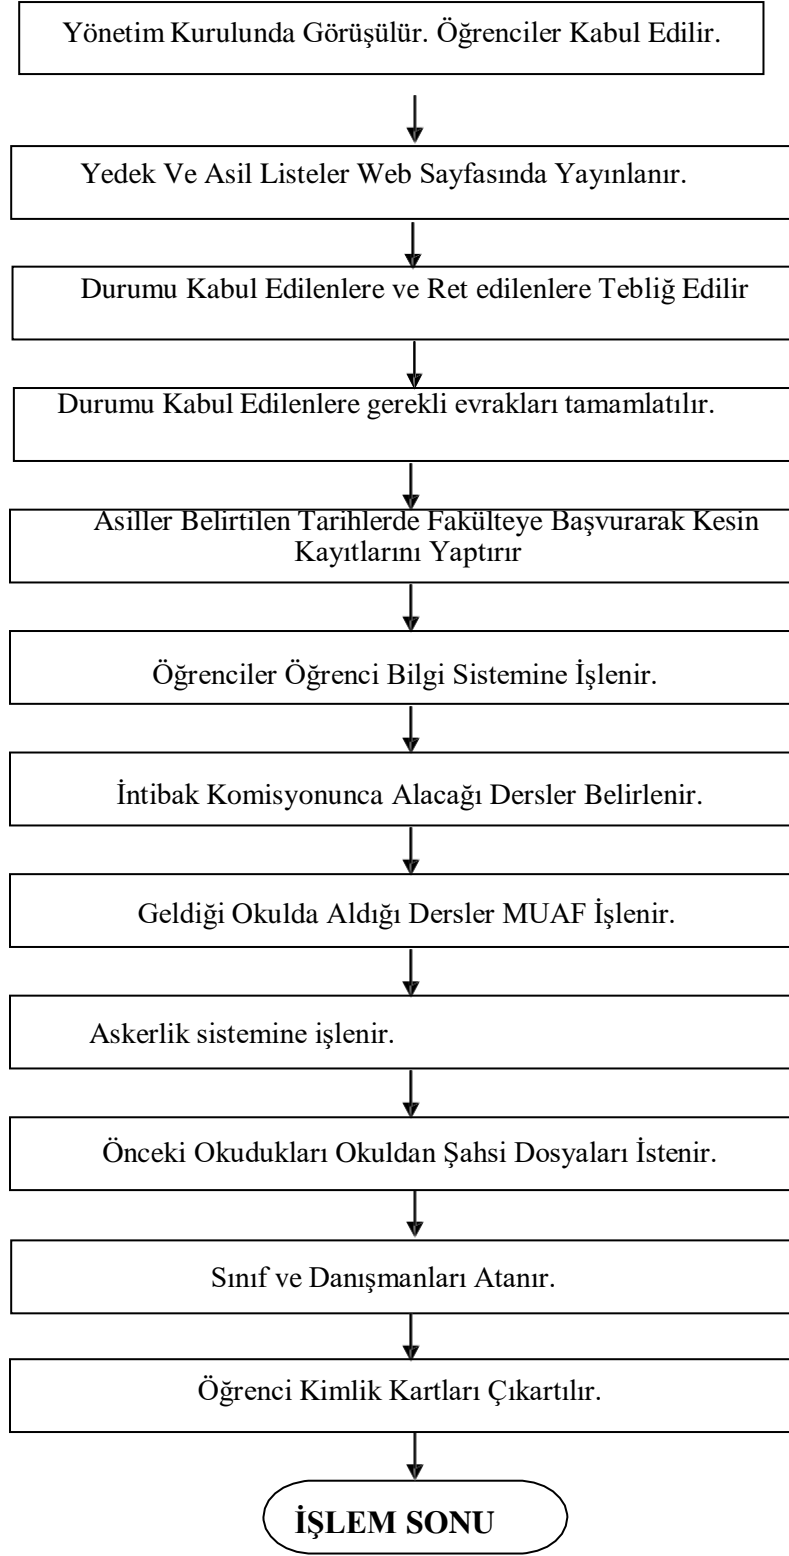 Yönetim Kurulunda Görüşülür. Öğrenciler Kabul Edilir.
Yedek Ve Asil Listeler Web Sayfasında Yayınlanır.
Durumu Kabul Edilenlere ve Ret edilenlere Tebliğ Edilir
Durumu Kabul Edilenlere gerekli evrakları tamamlatılır.
Asiller Belirtilen Tarihlerde Fakülteye Başvurarak Kesin
Kayıtlarını Yaptırır
Öğrenciler Öğrenci Bilgi Sistemine İşlenir.
İntibak Komisyonunca Alacağı Dersler Belirlenir.
Geldiği Okulda Aldığı Dersler MUAF İşlenir.
Askerlik sistemine işlenir.
Önceki Okudukları Okuldan Şahsi Dosyaları İstenir.
Sınıf ve Danışmanları Atanır.
Öğrenci Kimlik Kartları Çıkartılır.
İŞLEM SONU